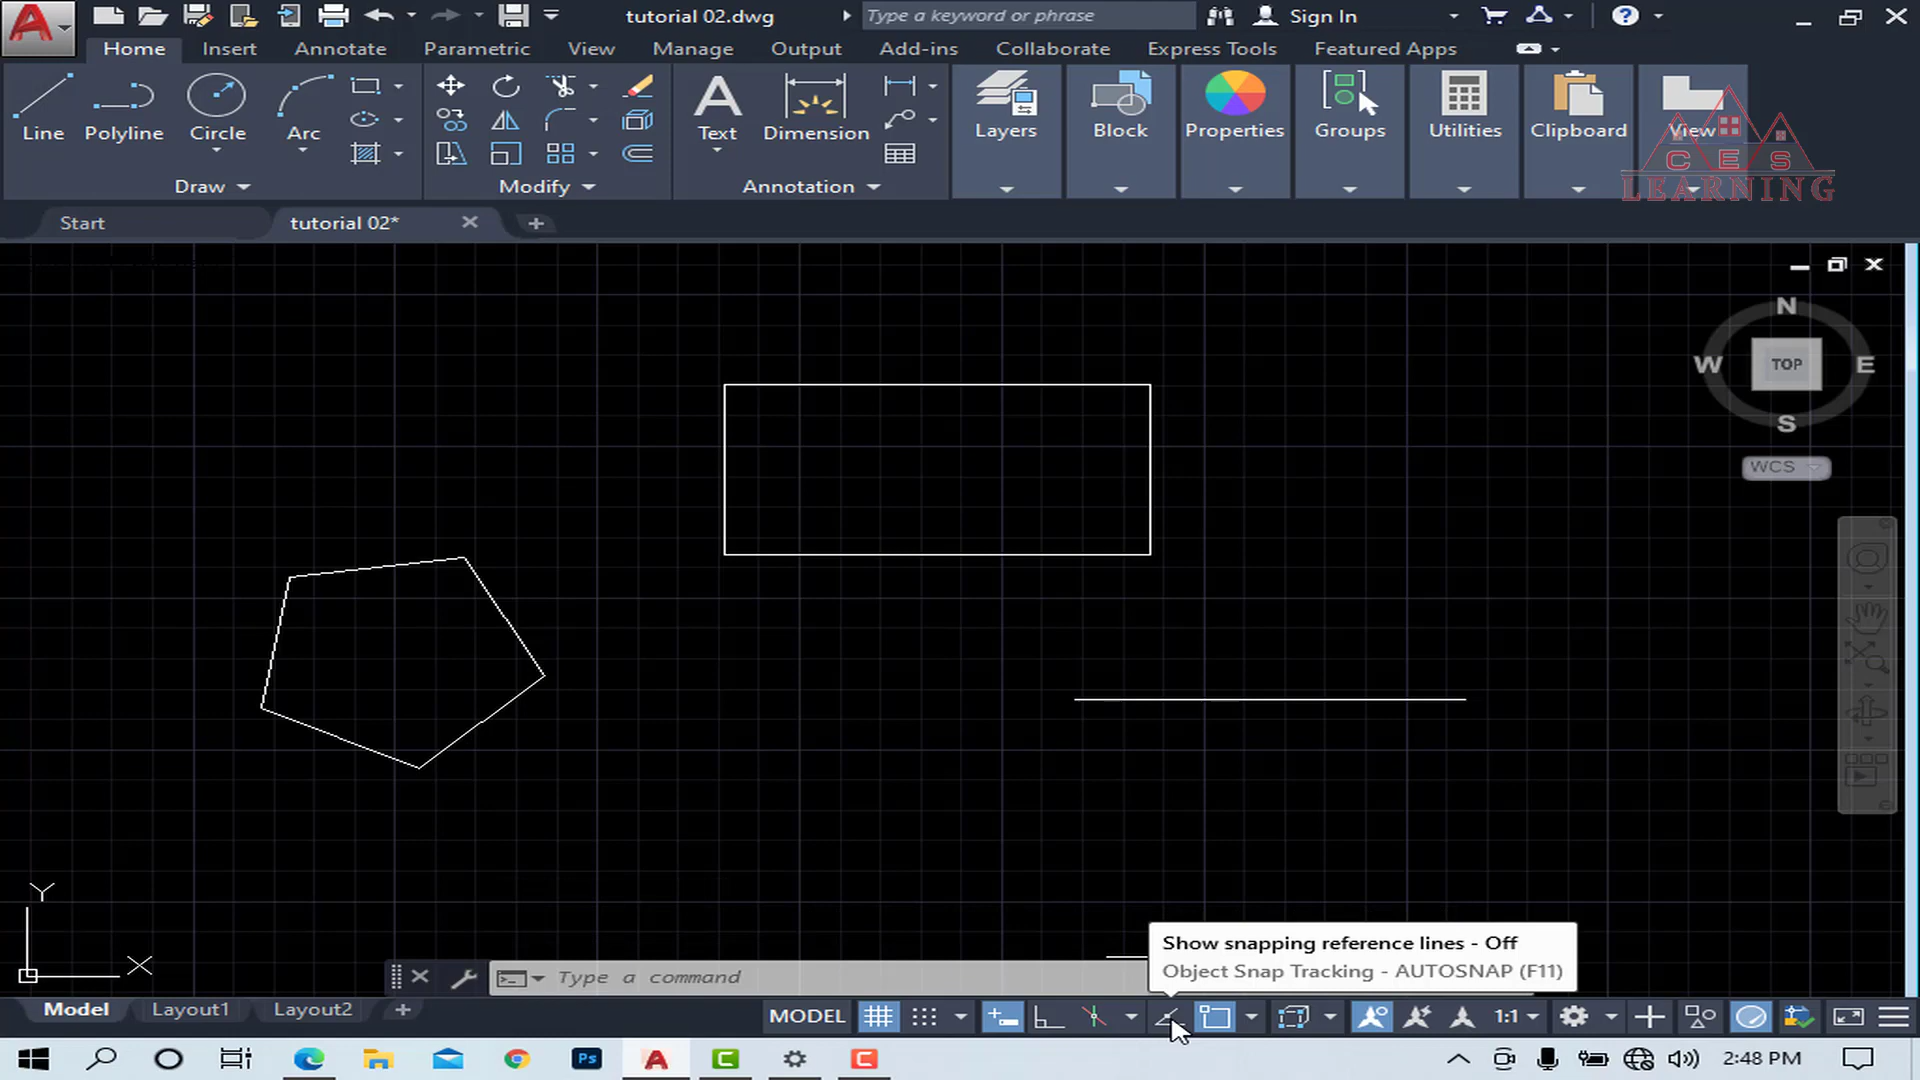 tutorial 02.dwg
Type a keyword or phrase
Sign In
Home Insert Annotate Parametric View Manage Output Add-ins Collaborate Express Tools Featured Apps
Line Polyline Circle Arc Text Dimension Layers Block Properties Groups Utilities Clipboard View
CES
LEARNING
Draw Modify Annotation
Start tutorial 02*
N
W TOP E
S
WCS
Y
X
Show snapping reference lines - Off
Object Snap Tracking - AUTOSNAP (F11)
Type a command
Model Layout1 Layout2 MODEL 1:1
Ps A C C 2:48 PM